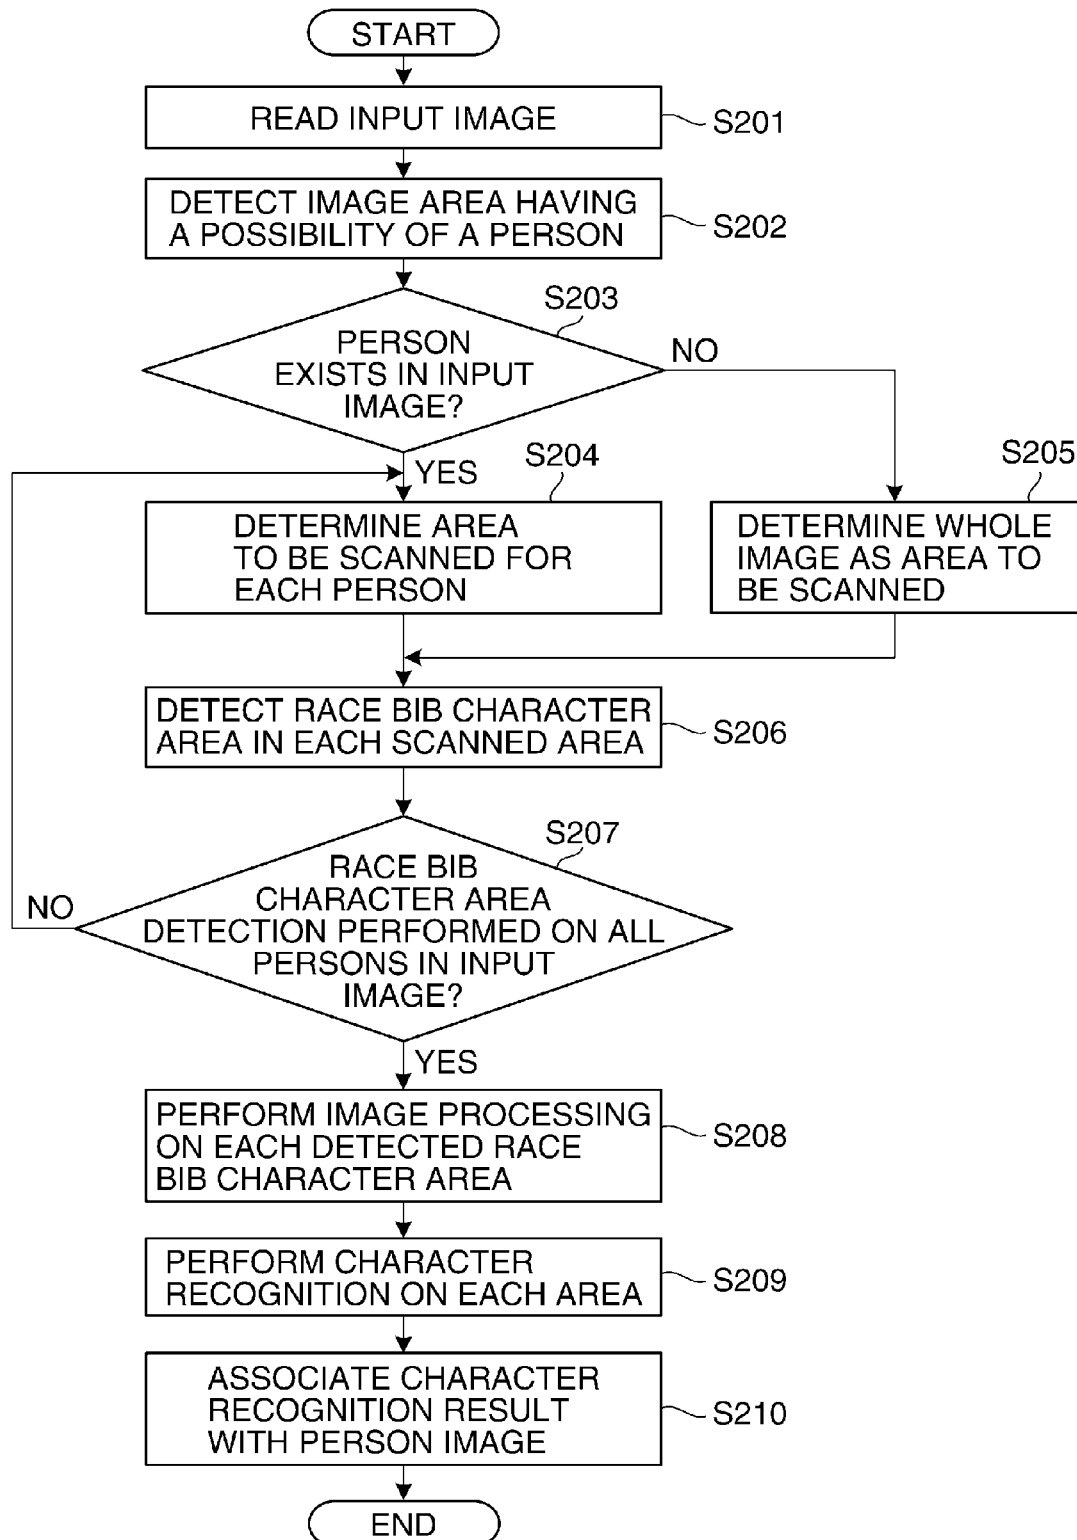 START
READ INPUT IMAGE
S201
DETECT IMAGE AREA HAVING
A POSSIBILITY OF A PERSON
S202
S203
PERSON
EXISTS IN INPUT
IMAGE?
NO
YES
S204
S205
DETERMINE AREA
TO BE SCANNED FOR
EACH PERSON
DETERMINE WHOLE
IMAGE AS AREA TO
BE SCANNED
DETECT RACE BIB CHARACTER
AREA IN EACH SCANNED AREA
S206
S207
RACE BIB
CHARACTER AREA
DETECTION PERFORMED ON ALL
PERSONS IN INPUT
IMAGE?
NO
YES
PERFORM IMAGE PROCESSING
ON EACH DETECTED RACE
BIB CHARACTER AREA
S208
PERFORM CHARACTER
RECOGNITION ON EACH AREA
S209
ASSOCIATE CHARACTER
RECOGNITION RESULT
WITH PERSON IMAGE
S210
END